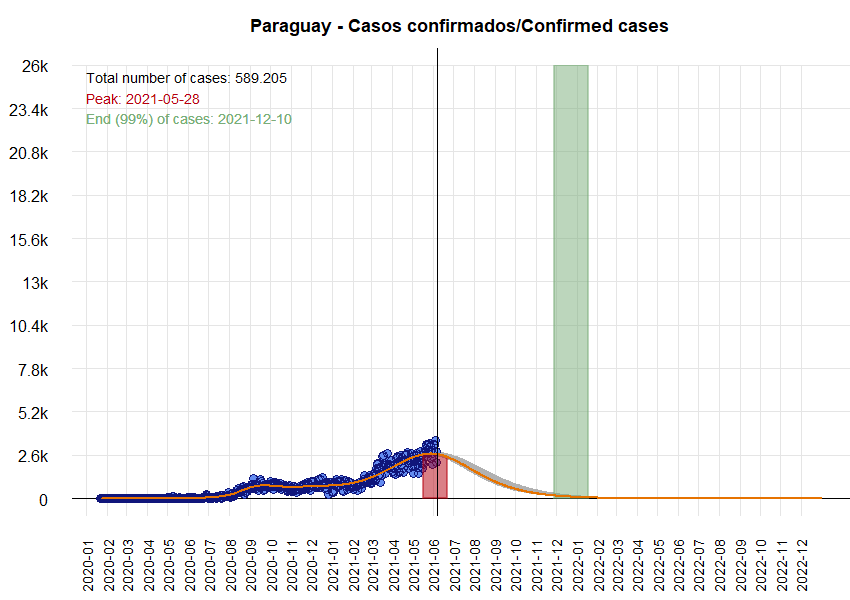 Paraguay - Casos confirmados/Confirmed cases
Total number of cases: 589.205
Peak: 2021-05-28
End (99%) of cases: 2021-12-10
26k
23.4k
20.8k
18.2k
15.6k
13k
10.4k
7.8k
5.2k
2.6k
0
2020-01
2020-02
2020-03
2020-04
2020-05
2020-06
2020-07
2020-08
2020-09
2020-10
2020-11
2020-12
2021-01
2021-02
2021-03
2021-04
2021-05
2021-06
2021-07
2021-08
2021-09
2021-10
2021-11
2021-12
2022-01
2022-02
2022-03
2022-04
2022-05
2022-06
2022-07
2022-08
2022-09
2022-10
2022-11
2022-12